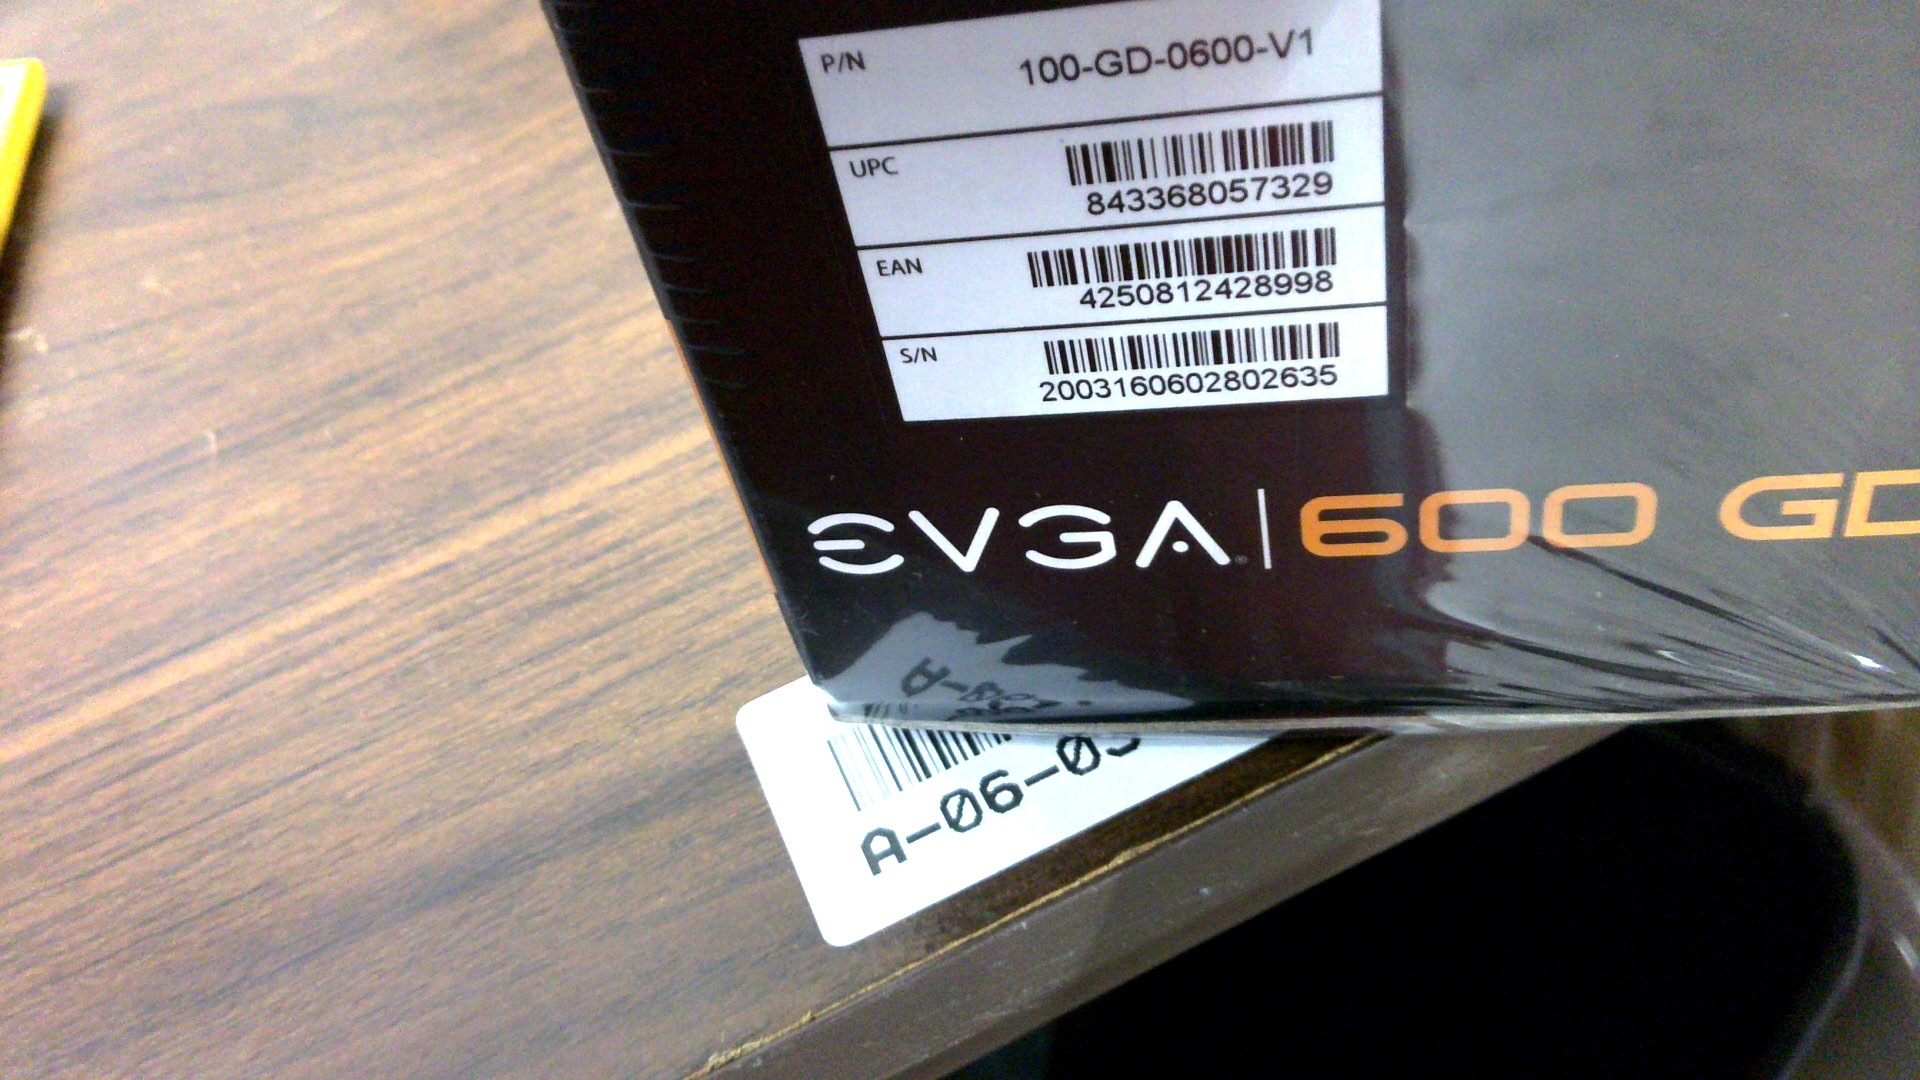 P/N 100-GD-0600-V1
UPC
843368057329
EAN
4250812428998
S/N
2003160602802635
EVGA | 600 GD
A-06-0